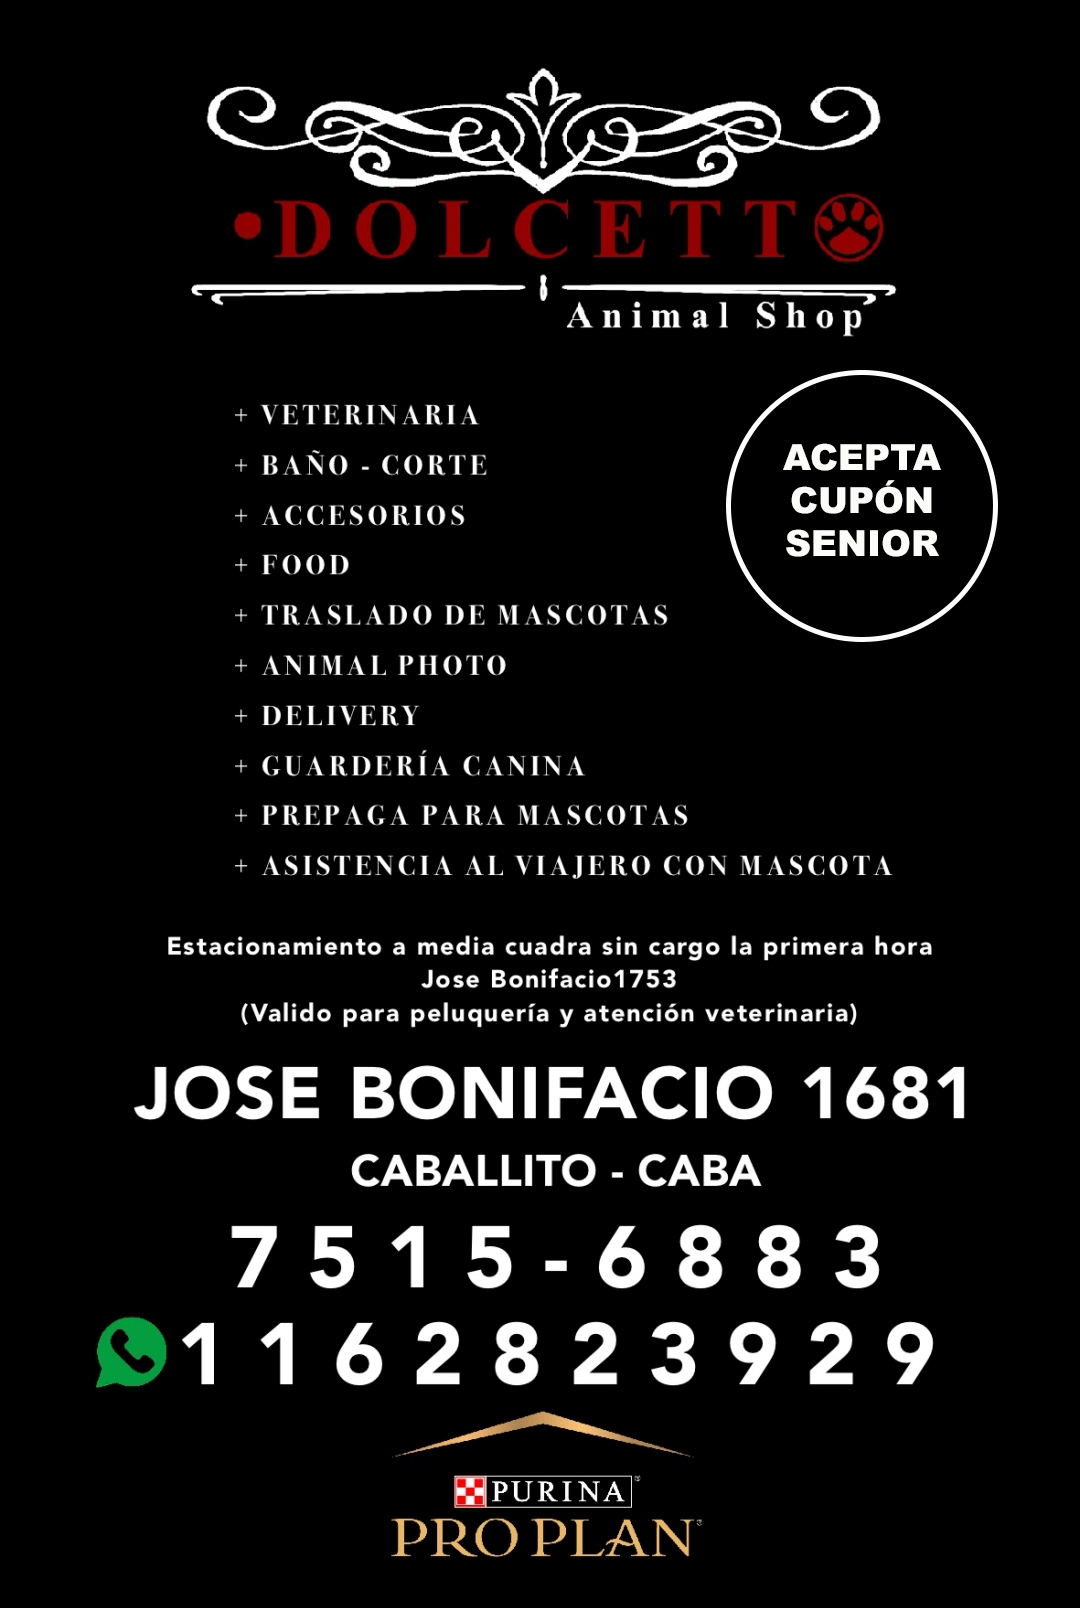 •DOLCETTO
Animal Shop
+ VETERINARIA
+ BAÑO - CORTE
+ ACCESORIOS
+ FOOD
+ TRASLADO DE MASCOTAS
+ ANIMAL PHOTO
+ DELIVERY
+ GUARDERÍA CANINA
+ PREPAGA PARA MASCOTAS
+ ASISTENCIA AL VIAJERO CON MASCOTA
ACEPTA
CUPÓN
SENIOR
Estacionamiento a media cuadra sin cargo la primera hora
Jose Bonifacio1753
(Valido para peluquería y atención veterinaria)
JOSE BONIFACIO 1681
CABALLITO - CABA
7515-6883
1162823929
PURINA®
PRO PLAN®